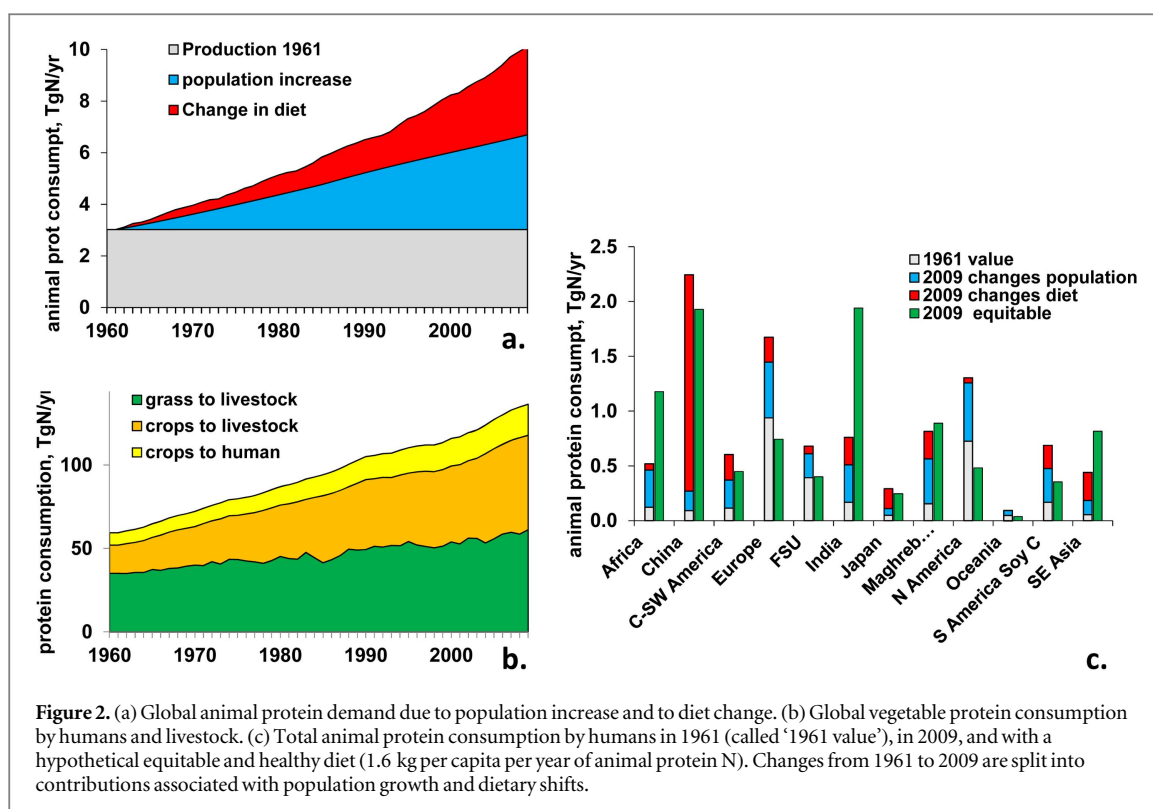 10
8
6
4
2
0
animal prot consumpt, TgN/yr
Production 1961
population increase
Change in diet
1960 1970 1980 1990 2000
a.
100
50
0
protein consumption, TgN/yr
grass to livestock
crops to livestock
crops to human
1960 1970 1980 1990 2000
b.
2.5
2.0
1.5
1.0
0.5
0.0
animal protein consumpt, TgN/yr
1961 value
2009 changes population
2009 changes diet
2009 equitable
Africa
China
C-SW America
Europe
FSU
India
Japan
Maghreb...
N America
Oceania
S America Soy C
SE Asia
c.
Figure 2. (a) Global animal protein demand due to population increase and to diet change. (b) Global vegetable protein consumption
by humans and livestock. (c) Total animal protein consumption by humans in 1961 (called ‘1961 value’), in 2009, and with a
hypothetical equitable and healthy diet (1.6 kg per capita per year of animal protein N). Changes from 1961 to 2009 are split into
contributions associated with population growth and dietary shifts.